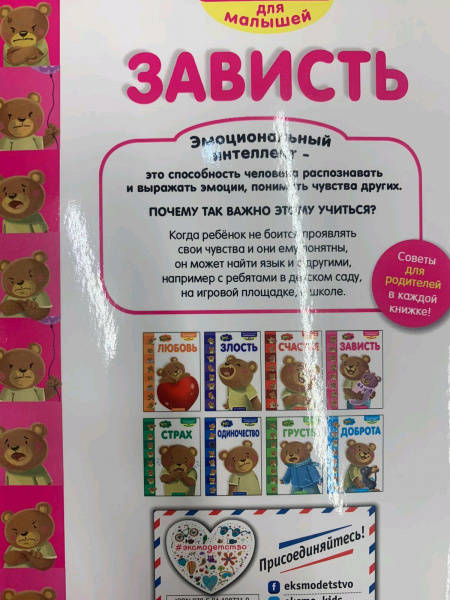 для
малышей
ЗАВИСТЬ
Эмоциональный
интеллект –
это способность человека распознавать
и выражать эмоции, понимать чувства других.
ПОЧЕМУ ТАК ВАЖНО ЭТОМУ УЧИТЬСЯ?
Когда ребёнок не боится проявлять
свои чувства и они ему понятны,
он может найти язык и с другими,
например с ребятами в детском саду,
на игровой площадке, в школе.
Советы
для
родителей
в каждой
книжке!
ЛЮБОВЬ
ЗЛОСТЬ
СЧАСТЬЕ
ЗАВИСТЬ
СТРАХ
ОДИНОЧЕСТВО
ГРУСТЬ
ДОБРОТА
#эксмодетство
Присоединяйтесь!
eksmodetstvo